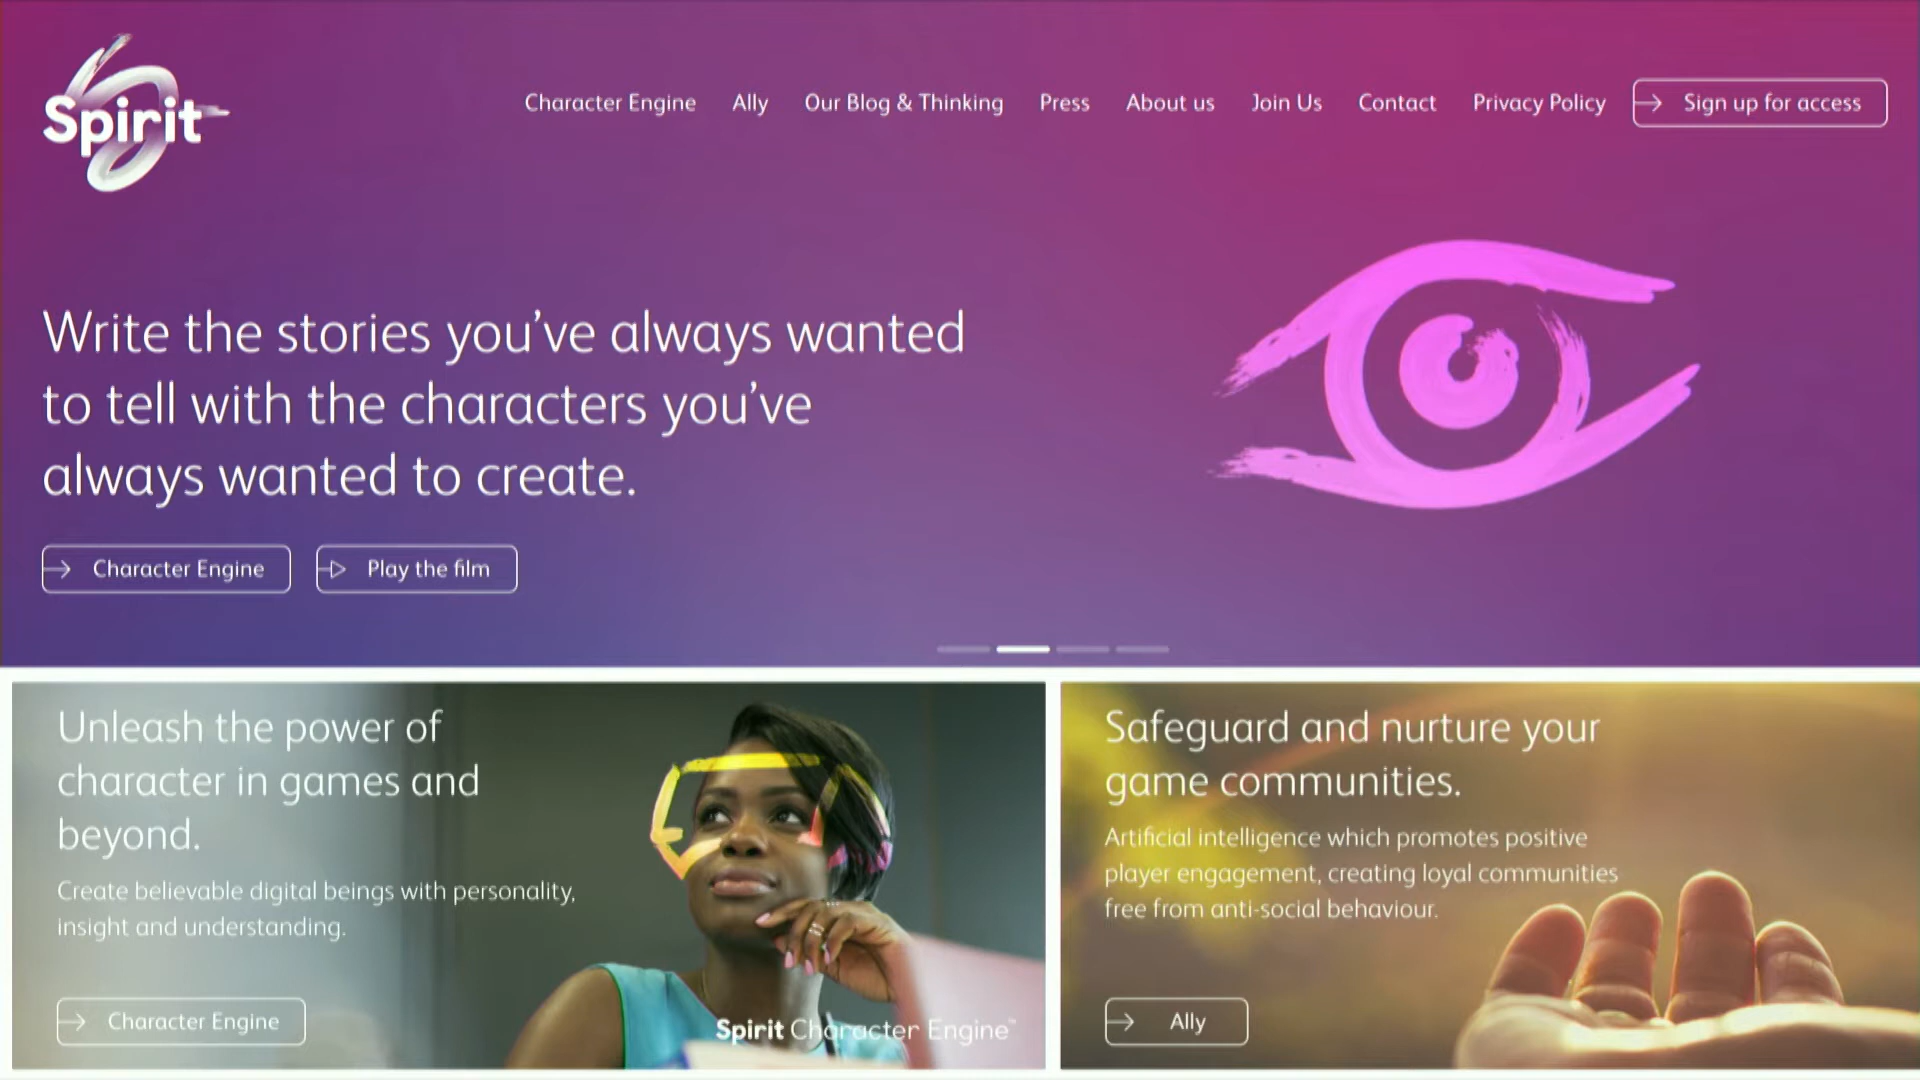 Spirit
Character Engine
Ally
Our Blog & Thinking
Press
About us
Join Us
Contact
Privacy Policy
Sign up for access
Write the stories you’ve always wanted
to tell with the characters you’ve
always wanted to create.
Character Engine
Play the film
Unleash the power of
character in games and
beyond.
Create believable digital beings with personality,
insight and understanding.
Character Engine
Spirit Character Engine™
Safeguard and nurture your
game communities.
Artificial intelligence which promotes positive
player engagement, creating loyal communities
free from anti-social behaviour.
Ally